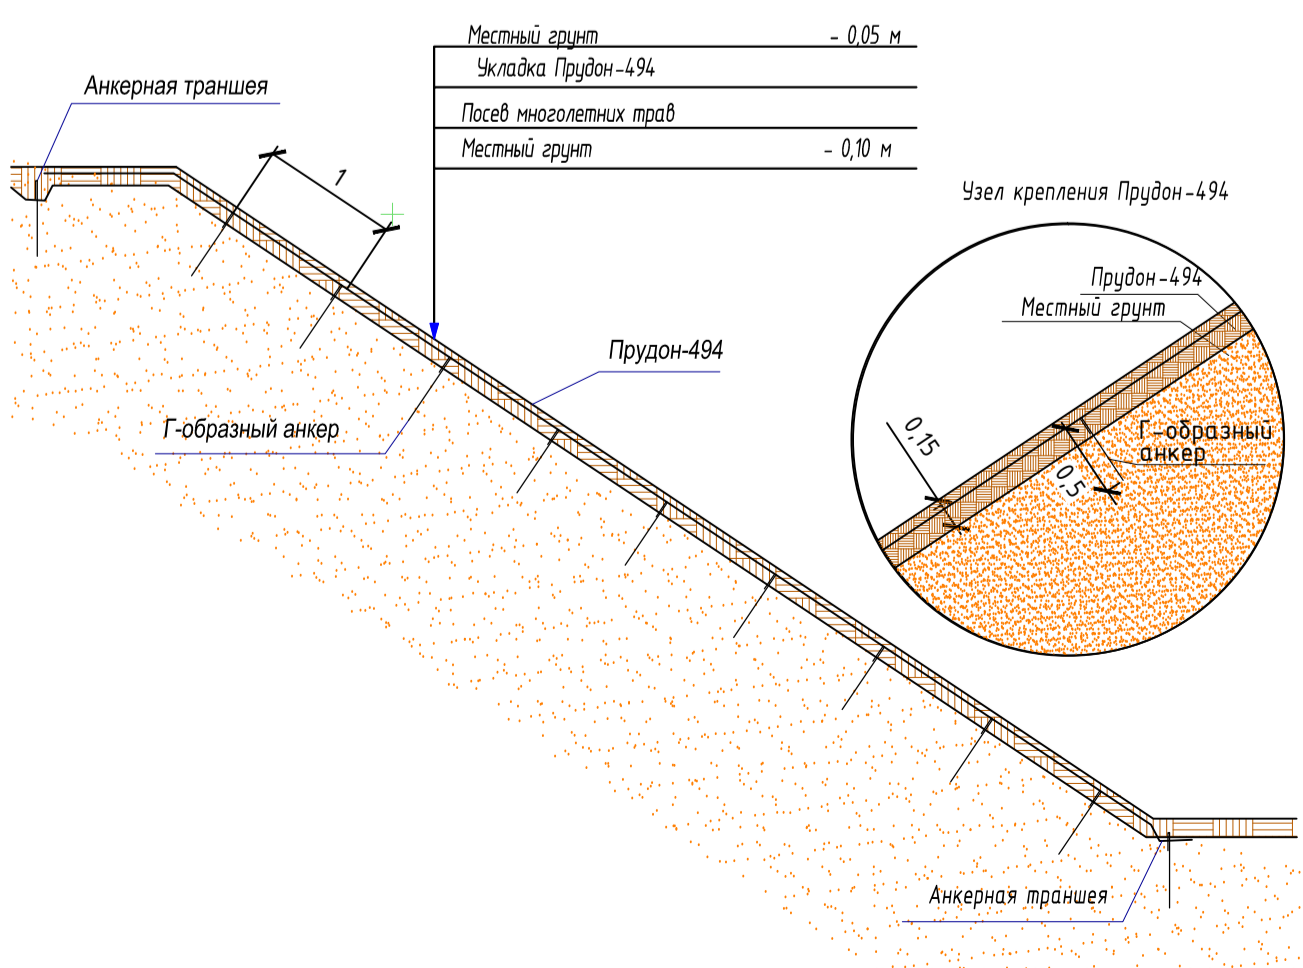 Местный грунт - 0,05 м
Укладка Прудон-494
Посев многолетних трав
Местный грунт - 0,10 м
Анкерная траншея
1
Узел крепления Прудон-494
Прудон-494
Местный грунт
Прудон-494
0,15
Г-образный
анкер
0,5
Г-образный анкер
Анкерная траншея